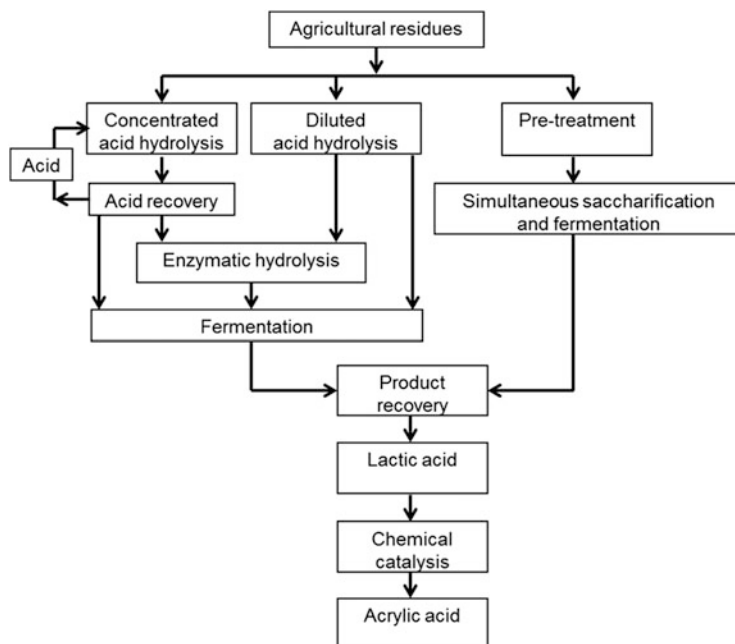 Agricultural residues
Concentrated
acid hydrolysis
Diluted
acid hydrolysis
Pre-treatment
Acid
Acid recovery
Simultaneous saccharification
and fermentation
Enzymatic hydrolysis
Fermentation
Product
recovery
Lactic acid
Chemical
catalysis
Acrylic acid